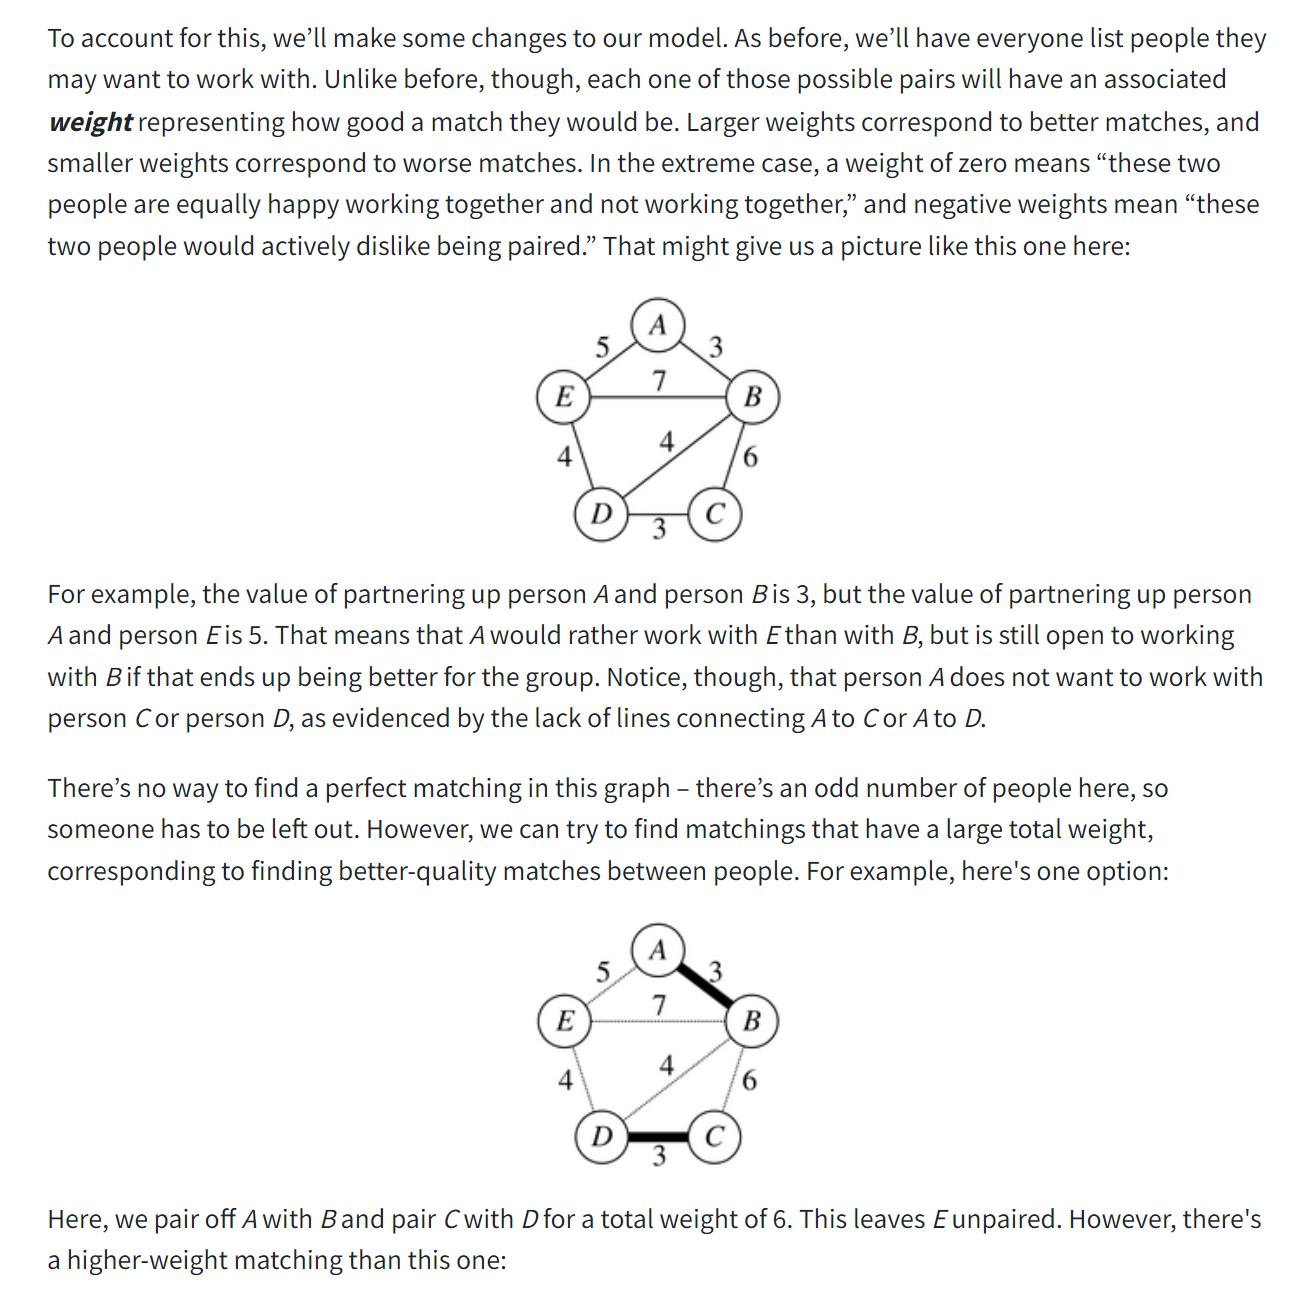 To account for this, we’ll make some changes to our model. As before, we’ll have everyone list people they
may want to work with. Unlike before, though, each one of those possible pairs will have an associated
weight representing how good a match they would be. Larger weights correspond to better matches, and
smaller weights correspond to worse matches. In the extreme case, a weight of zero means “these two
people are equally happy working together and not working together,” and negative weights mean “these
two people would actively dislike being paired.” That might give us a picture like this one here:
A
5
3
7
E
B
4
4
6
D
C
3
For example, the value of partnering up person A and person B is 3, but the value of partnering up person
A and person E is 5. That means that A would rather work with E than with B, but is still open to working
with B if that ends up being better for the group. Notice, though, that person A does not want to work with
person C or person D, as evidenced by the lack of lines connecting A to C or A to D.
There’s no way to find a perfect matching in this graph – there’s an odd number of people here, so
someone has to be left out. However, we can try to find matchings that have a large total weight,
corresponding to finding better-quality matches between people. For example, here's one option:
A
5
3
7
E
B
4
4
6
D
C
3
Here, we pair off A with B and pair C with D for a total weight of 6. This leaves E unpaired. However, there's
a higher-weight matching than this one: